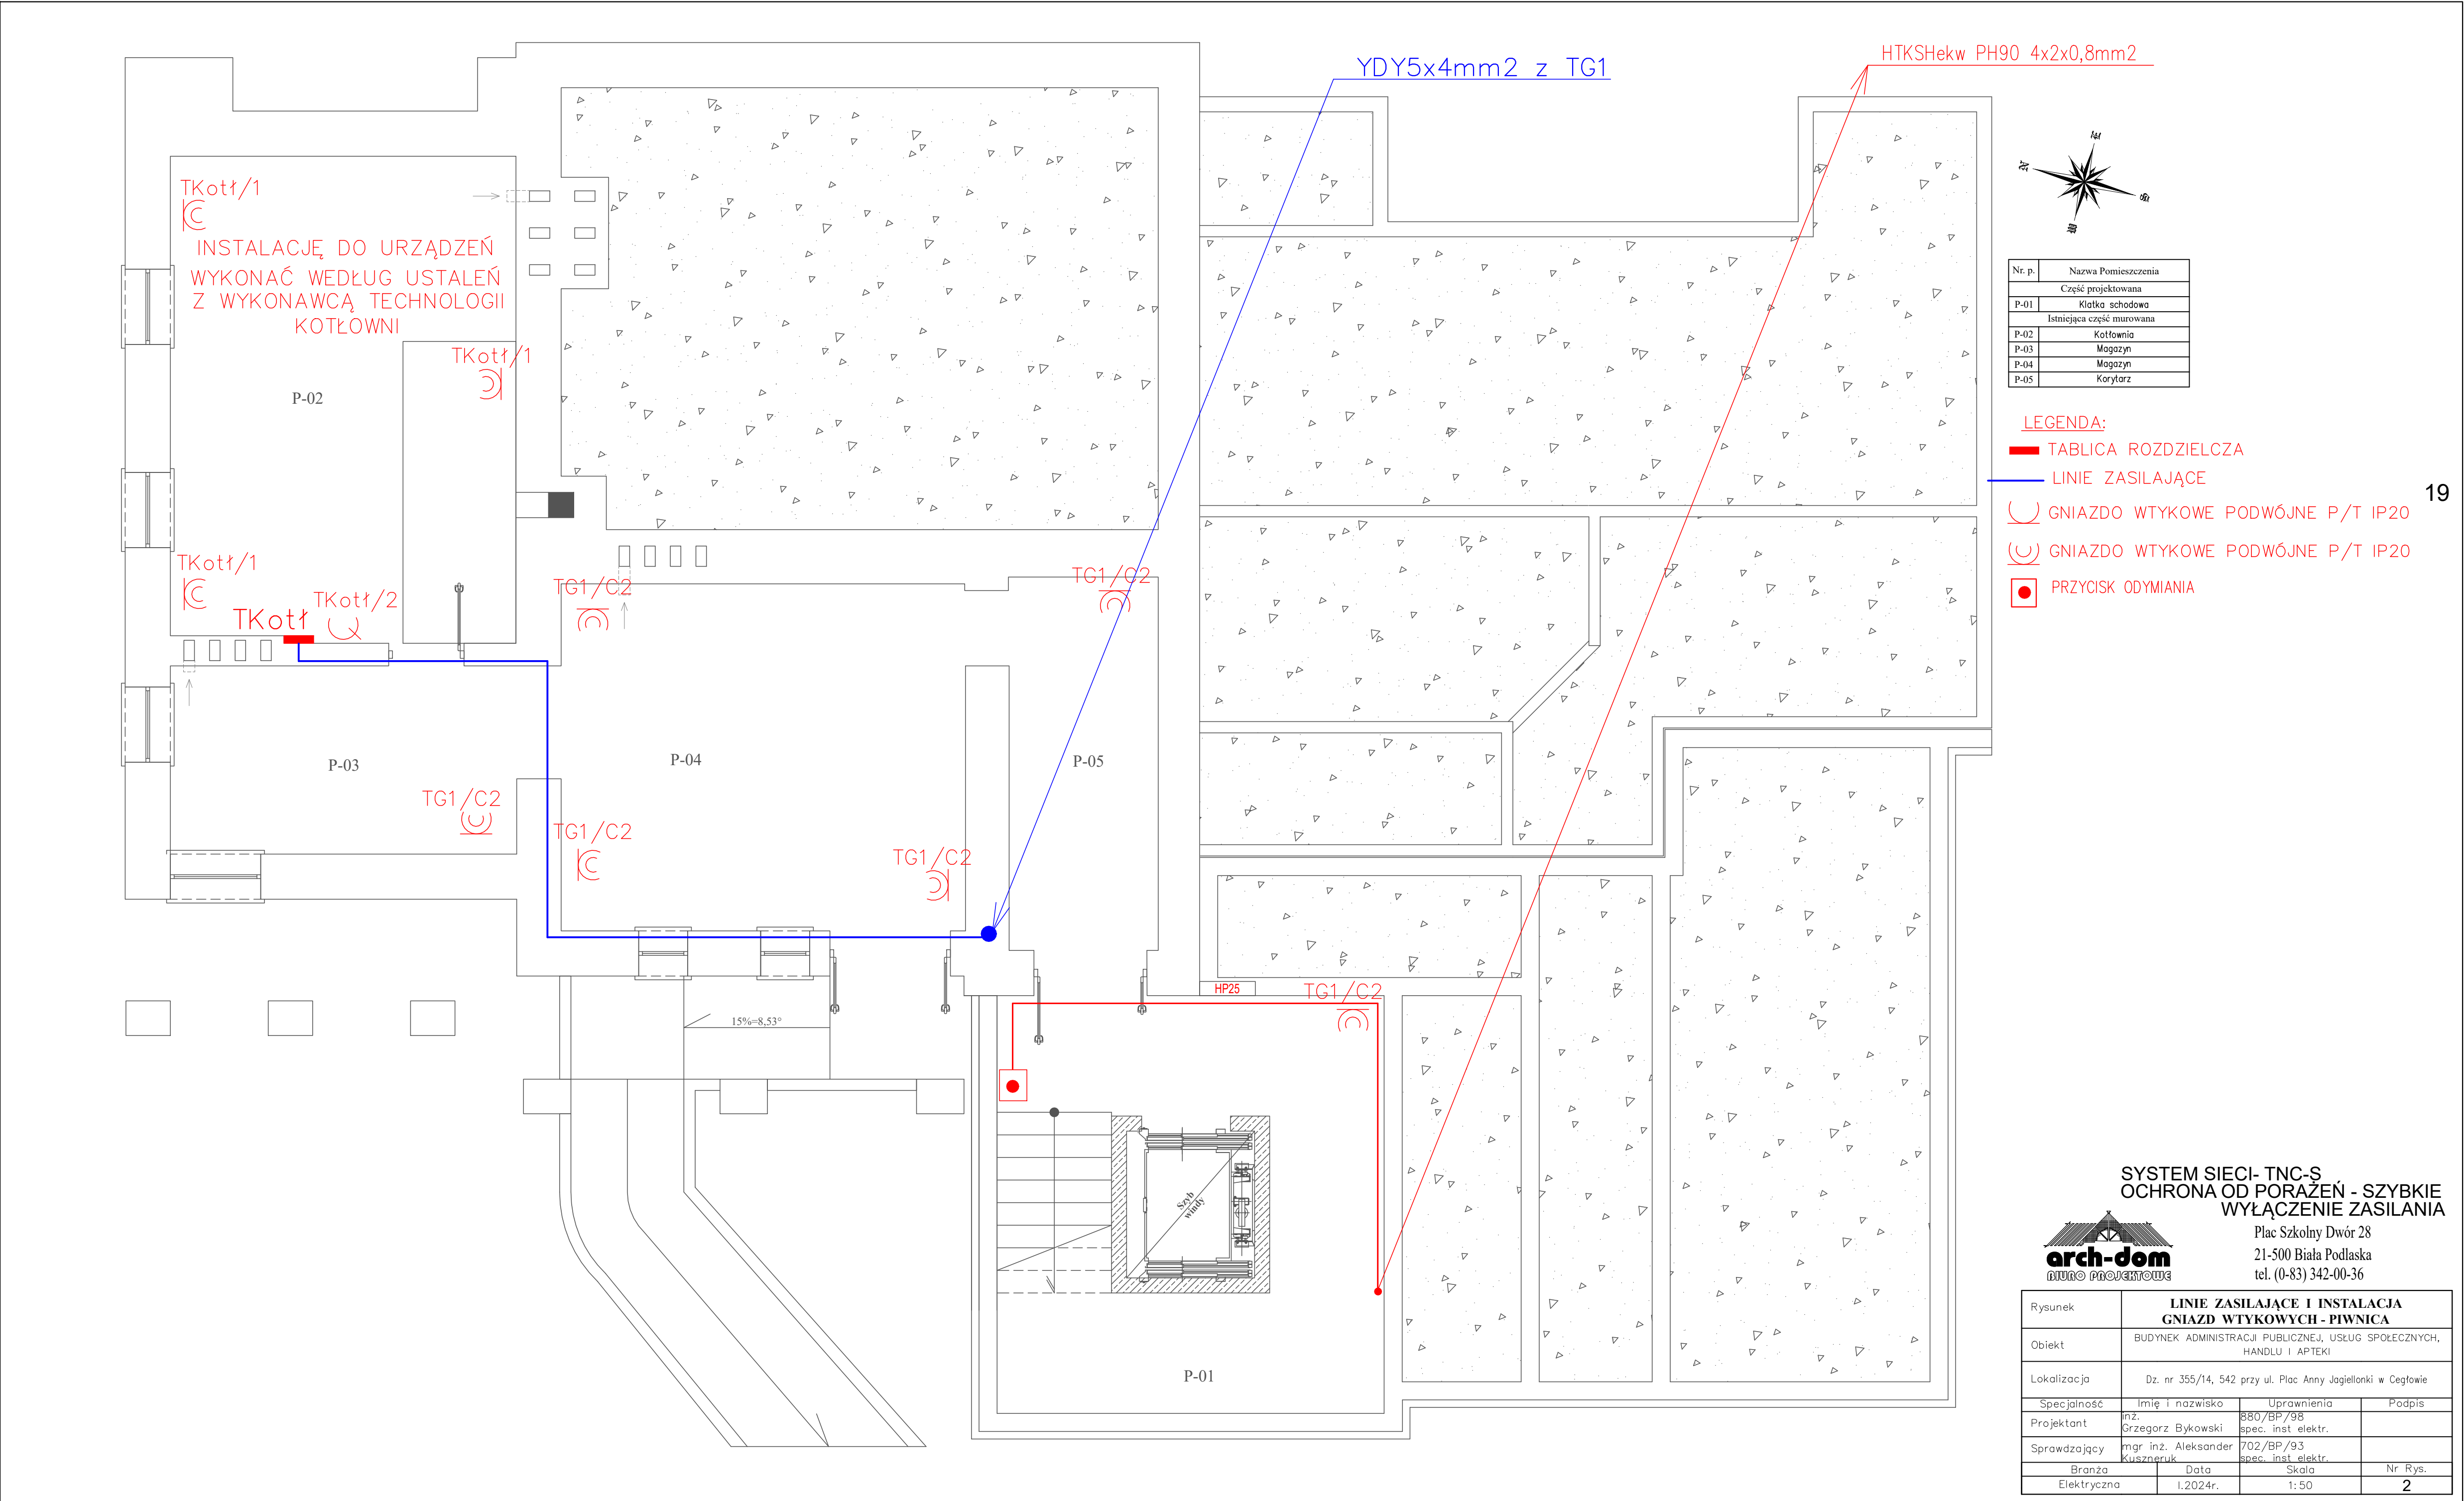 YDY5x4mm2 z TG1
HTKSHekw PH90 4x2x0,8mm2
TKotł/1
INSTALACJĘ DO URZĄDZEŃ
WYKONAĆ WEDŁUG USTALEŃ
Z WYKONAWCĄ TECHNOLOGII
KOTŁOWNI
TKotł/1
P-02
TKotł/1
TKotł
TKotł/2
TG1/C2
TG1/C2
P-03
P-04
P-05
TG1/C2
TG1/C2
TG1/C2
HP25
TG1/C2
15%=8,53°
Szyb
windy
P-01
Nr. p. Nazwa Pomieszczenia
Część projektowana
P-01 Klatka schodowa
Istniejąca część murowana
P-02 Kotłownia
P-03 Magazyn
P-04 Magazyn
P-05 Korytarz
LEGENDA:
TABLICA ROZDZIELCZA
LINIE ZASILAJĄCE
19
GNIAZDO WTYKOWE PODWÓJNE P/T IP20
GNIAZDO WTYKOWE PODWÓJNE P/T IP20
PRZYCISK ODYMIANIA
SYSTEM SIECI- TNC-S
OCHRONA OD PORAŻEŃ - SZYBKIE
WYŁĄCZENIE ZASILANIA
arch-dom
BIURO PROJEKTOWE
Plac Szkolny Dwór 28
21-500 Biała Podlaska
tel. (0-83) 342-00-36
Rysunek LINIE ZASILAJĄCE I INSTALACJA
GNIAZD WTYKOWYCH - PIWNICA
Obiekt BUDYNEK ADMINISTRACJI PUBLICZNEJ, USŁUG SPOŁECZNYCH,
HANDLU I APTEKI
Lokalizacja Dz. nr 355/14, 542 przy ul. Plac Anny Jagiellonki w Cegłowie
Specjalność Imię i nazwisko Uprawnienia Podpis
Projektant inż.
Grzegorz Bykowski 880/BP/98
spec. inst elektr.
Sprawdzający mgr inż. Aleksander
Kuszneruk 702/BP/93
spec. inst elektr.
Branża Data Skala Nr Rys.
Elektryczna I.2024r. 1:50 2